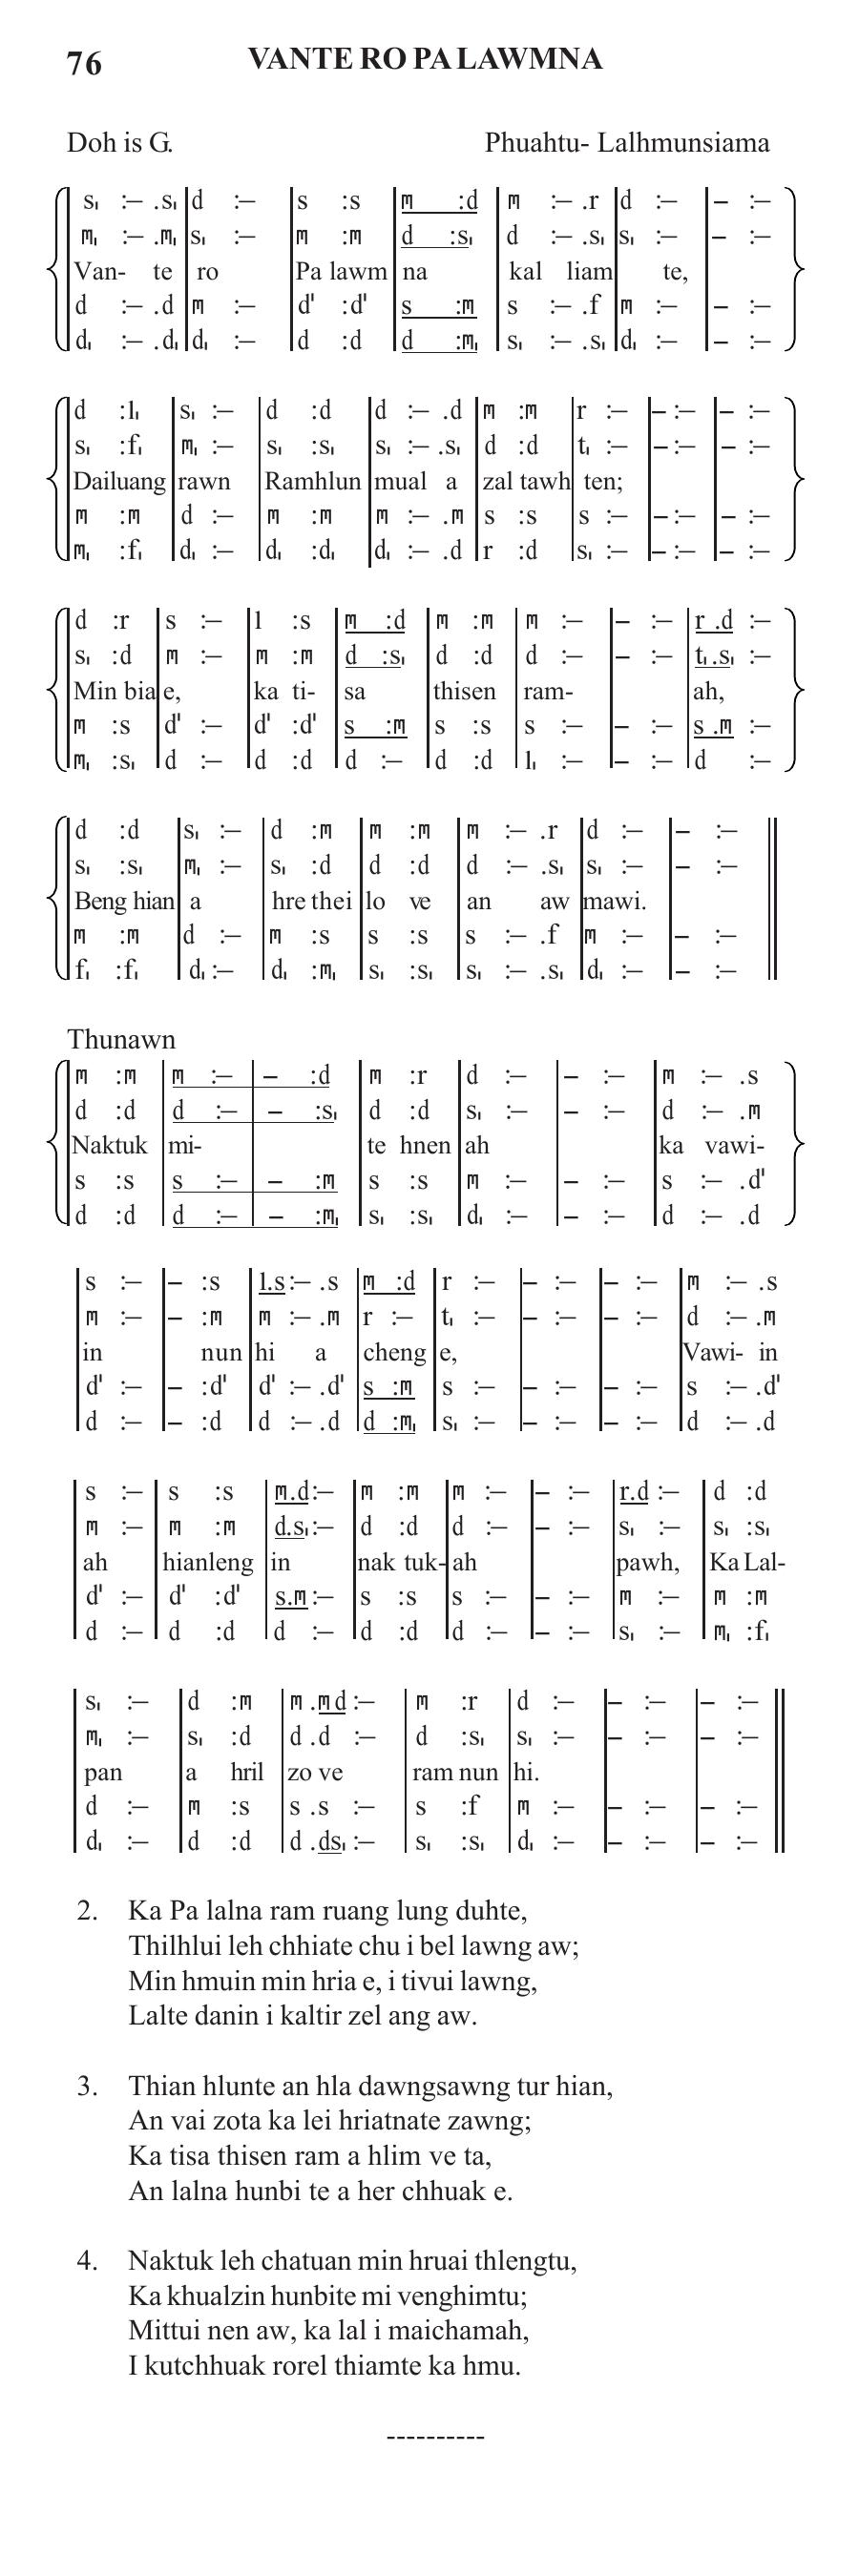 76 VANTE RO PA LAWMNA
Doh is G. Phuahtu- Lalhmunsiama
s₁ :– .s₁ | d :– | s :s | m :d | m :– .r | d :– | – :–
m₁ :– .m₁ | s₁ :– | m :m | d :s₁ | d :– .s₁ | s₁ :– | – :–
Van- te ro Pa lawm na kal liam te,
d :– .d | m :– | d' :d' | s :m | s :– .f | m :– | – :–
d₁ :– .d₁ | d₁ :– | d :d | d :m₁ | s₁ :– .s₁ | d₁ :– | – :–
d :l₁ | s₁ :– | d :d | d :– .d | m :m | r :– | – :– | – :–
s₁ :f₁ | m₁ :– | s₁ :s₁ | s₁ :– .s₁ | d :d | t₁ :– | – :– | – :–
Dailuang rawn Ramhlun mual a zal tawh ten;
m :m | d :– | m :m | m :– .m | s :s | s :– | – :– | – :–
m₁ :f₁ | d₁ :– | d₁ :d₁ | d₁ :– .d | r :d | s₁ :– | – :– | – :–
d :r | s :– | l :s | m :d | m :m | m :– | – :– | r .d :–
s₁ :d | m :– | m :m | d :s₁ | d :d | d :– | – :– | t₁.s₁ :–
Min bia e, ka ti- sa thisen ram- ah,
m :s | d' :– | d' :d' | s :m | s :s | s :– | – :– | s .m :–
m₁ :s₁ | d :– | d :d | d :– | d :d | l₁ :– | – :– | d :–
d :d | s₁ :– | d :m | m :m | m :– .r | d :– | – :–
s₁ :s₁ | m₁ :– | s₁ :d | d :d | d :– .s₁ | s₁ :– | – :–
Beng hian a hre thei lo ve an aw mawi.
m :m | d :– | m :s | s :s | s :– .f | m :– | – :–
f₁ :f₁ | d₁ :– | d₁ :m₁ | s₁ :s₁ | s₁ :– .s₁ | d₁ :– | – :–
Thunawn
m :m | m :– | – :d | m :r | d :– | – :– | m :– .s
d :d | d :– | – :s₁ | d :d | s₁ :– | – :– | d :– .m
Naktuk mi- te hnen ah ka vawi-
s :s | s :– | – :m | s :s | m :– | – :– | s :– .d'
d :d | d :– | – :m₁ | s₁ :s₁ | d₁ :– | – :– | d :– .d
s :– | – :s | l.s :– .s | m :d | r :– | – :– | – :– | m :– .s
m :– | – :m | m :– .m | r :– | t₁ :– | – :– | – :– | d :– .m
in nun hi a cheng e, Vawi- in
d' :– | – :d' | d' :– .d' | s :m | s :– | – :– | – :– | s :– .d'
d :– | – :d | d :– .d | d :m₁ | s₁ :– | – :– | – :– | d :– .d
s :– | s :s | m.d :– | m :m | m :– | – :– | r.d :– | d :d
m :– | m :m | d.s₁ :– | d :d | d :– | – :– | s₁ :– | s₁ :s₁
ah hianleng in nak tuk- ah pawh, Ka Lal-
d' :– | d' :d' | s.m :– | s :s | s :– | – :– | m :– | m :m
d :– | d :d | d :– | d :d | d :– | – :– | s₁ :– | m₁ :f₁
s₁ :– | d :m | m .m d :– | m :r | d :– | – :– | – :–
m₁ :– | s₁ :d | d .d :– | d :s₁ | s₁ :– | – :– | – :–
pan a hril zo ve ram nun hi.
d :– | m :s | s .s :– | s :f | m :– | – :– | – :–
d₁ :– | d :d | d .ds₁ :– | s₁ :s₁ | d₁ :– | – :– | – :–
2. Ka Pa lalna ram ruang lung duhte,
Thilhlui leh chhiate chu i bel lawng aw;
Min hmuin min hria e, i tivui lawng,
Lalte danin i kaltir zel ang aw.
3. Thian hlunte an hla dawngsawng tur hian,
An vai zota ka lei hriatnate zawng;
Ka tisa thisen ram a hlim ve ta,
An lalna hunbi te a her chhuak e.
4. Naktuk leh chatuan min hruai thlengtu,
Ka khualzin hunbite mi venghimtu;
Mittui nen aw, ka lal i maichamah,
I kutchhuak rorel thiamte ka hmu.
----------